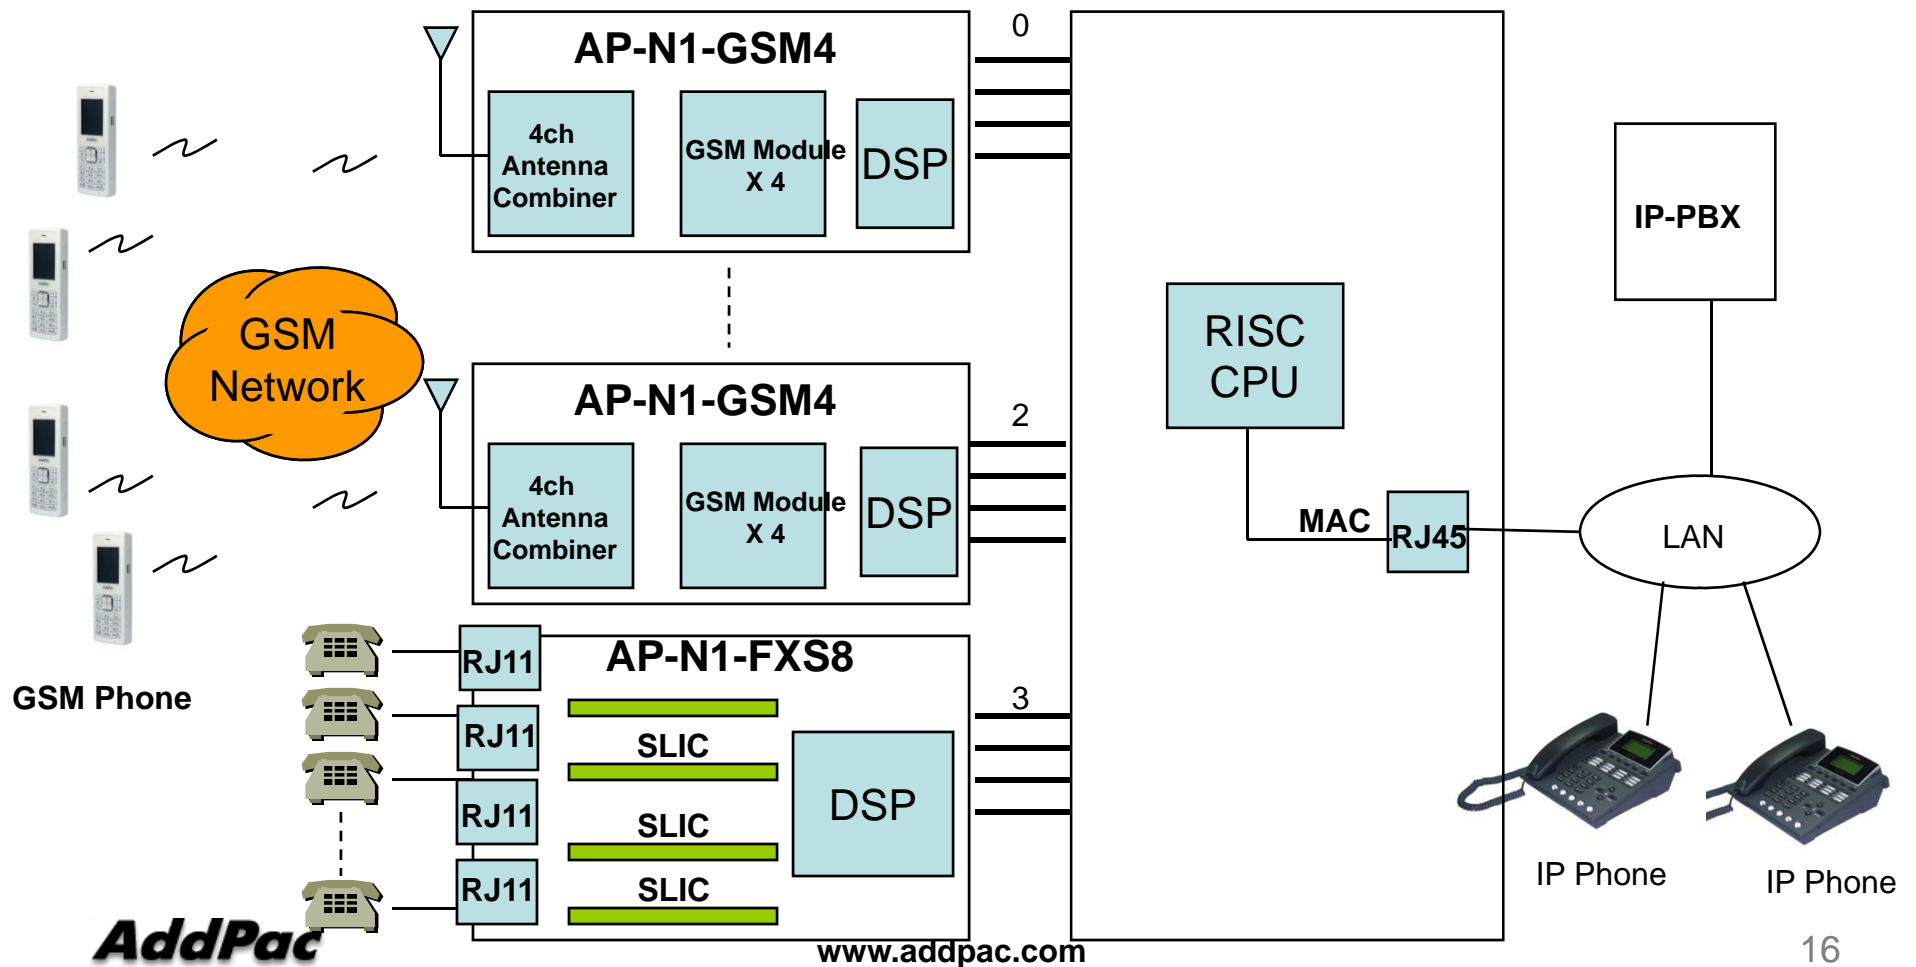 AP-N1-GSM4
0
4ch
Antenna
Combiner
GSM Module
X 4
DSP
IP-PBX
GSM
Network
RISC
CPU
AP-N1-GSM4
2
4ch
Antenna
Combiner
GSM Module
X 4
DSP
MAC
RJ45
LAN
GSM Phone
RJ11
AP-N1-FXS8
3
RJ11
SLIC
RJ11
SLIC
DSP
RJ11
SLIC
IP Phone
IP Phone
AddPac
www.addpac.com
16